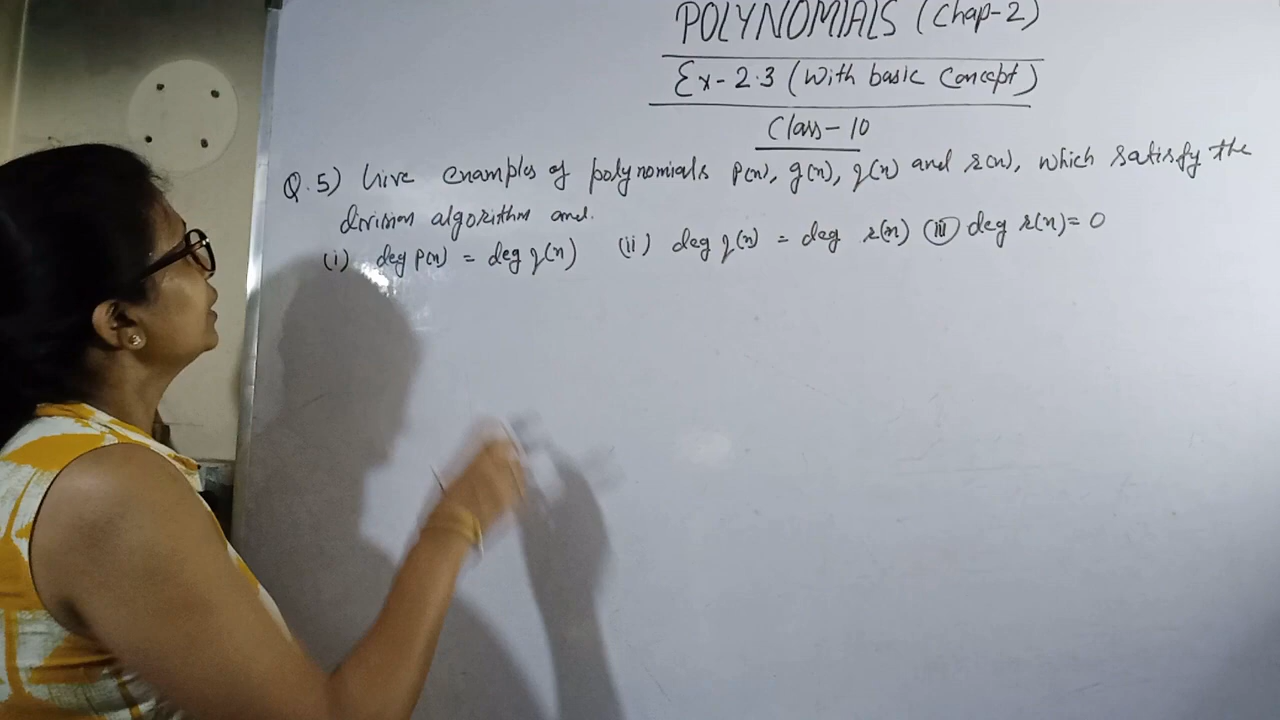 POLYNOMIALS (Chap-2)
Ex-2.3 (With basic Concept)
Class-10
Q.5) Give examples of polynomials p(x), g(x), q(x) and r(x), which satisfy the
division algorithm and.
(i) deg p(x) = deg q(x) (ii) deg q(x) = deg r(x) (iii) deg r(x) = 0